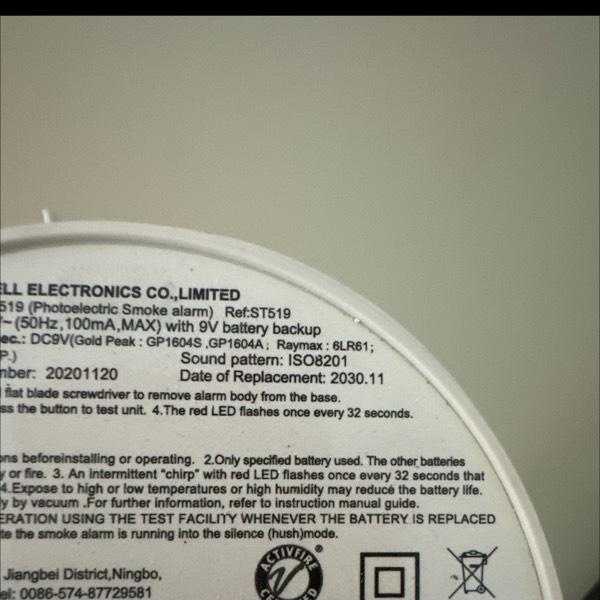 ELL ELECTRONICS CO.,LIMITED
519 (Photoelectric Smoke alarm) Ref:ST519
~(50Hz,100mA,MAX) with 9V battery backup
ec.: DC9V(Gold Peak : GP1604S ,GP1604A ; Raymax : 6LR61;
P.) Sound pattern: ISO8201
mber: 20201120 Date of Replacement: 2030.11
flat blade screwdriver to remove alarm body from the base.
ss the button to test unit. 4.The red LED flashes once every 32 seconds.
ons beforeinstalling or operating. 2.Only specified battery used. The other batteries
y or fire. 3. An intermittent "chirp" with red LED flashes once every 32 seconds that
4.Expose to high or low temperatures or high humidity may reduce the battery life.
ly by vacuum .For further information, refer to instruction manual guide.
ERATION USING THE TEST FACILITY WHENEVER THE BATTERY IS REPLACED
te the smoke alarm is running into the silence (hush)mode.
ACTIVFIRE ®
Jiangbei District,Ningbo,
el: 0086-574-87729581